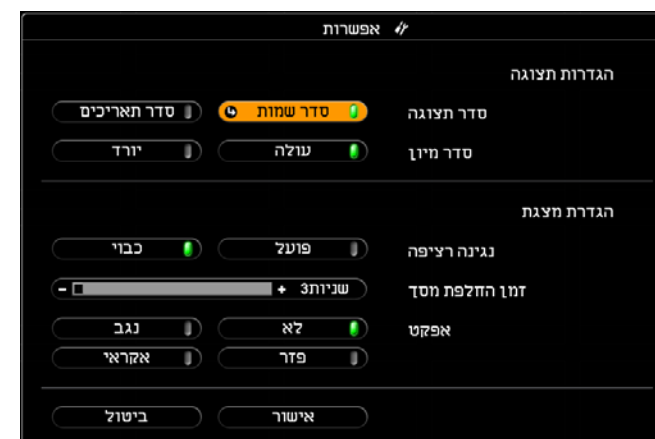 אפשרות
הגדרות תצוגה
סדר תצוגה סדר שמות סדר תאריכים
סדר מיון עולה יורד
הגדרת מצגת
נגינה רציפה פועל כבוי
זמן החלפת מסך שניות3 + -
אפקט לא נגב
פזר אקראי
אישור ביטול